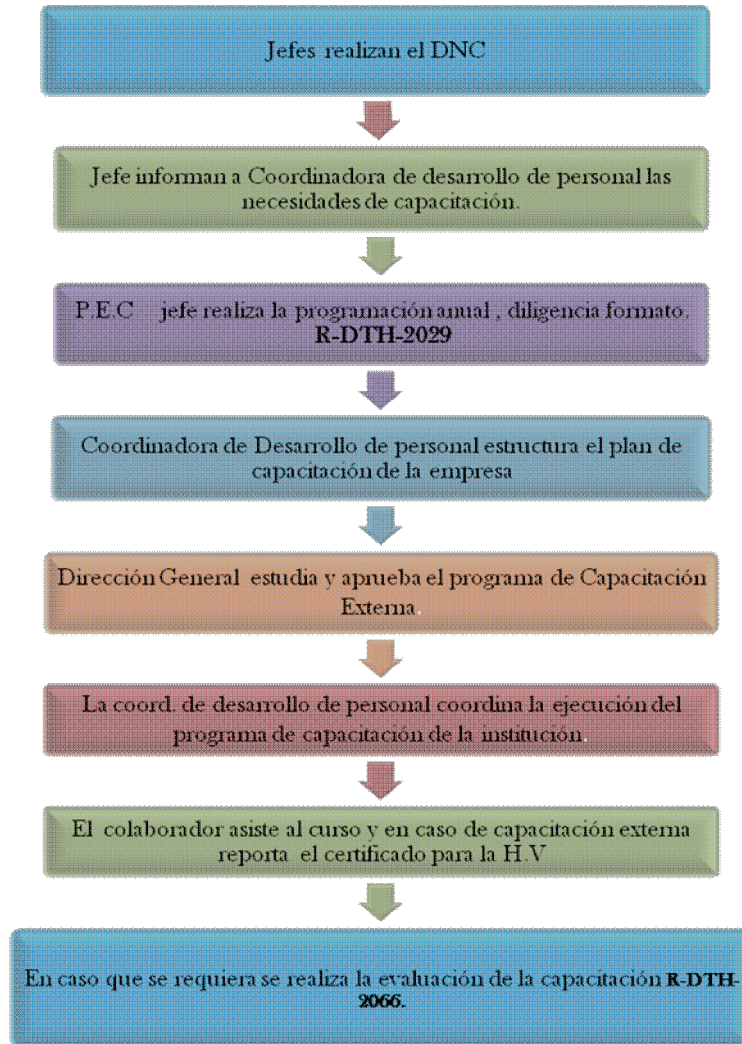 Jefes realizan el DNC
Jefe informan a Coordinadora de desarrollo de personal las
necesidades de capacitación.
P.E.C jefe realiza la programación anual , diligencia formato.
R-DTH-2029
Coordinadora de Desarrollo de personal estructura el plan de
capacitación de la empresa
Dirección General estudia y aprueba el programa de Capacitación
Externa.
La coord. de desarrollo de personal coordina la ejecución del
programa de capacitación de la institución.
El colaborador asiste al curso y en caso de capacitación externa
reporta el certificado para la H.V
En caso que se requiera se realiza la evaluación de la capacitación R-DTH-
2066.